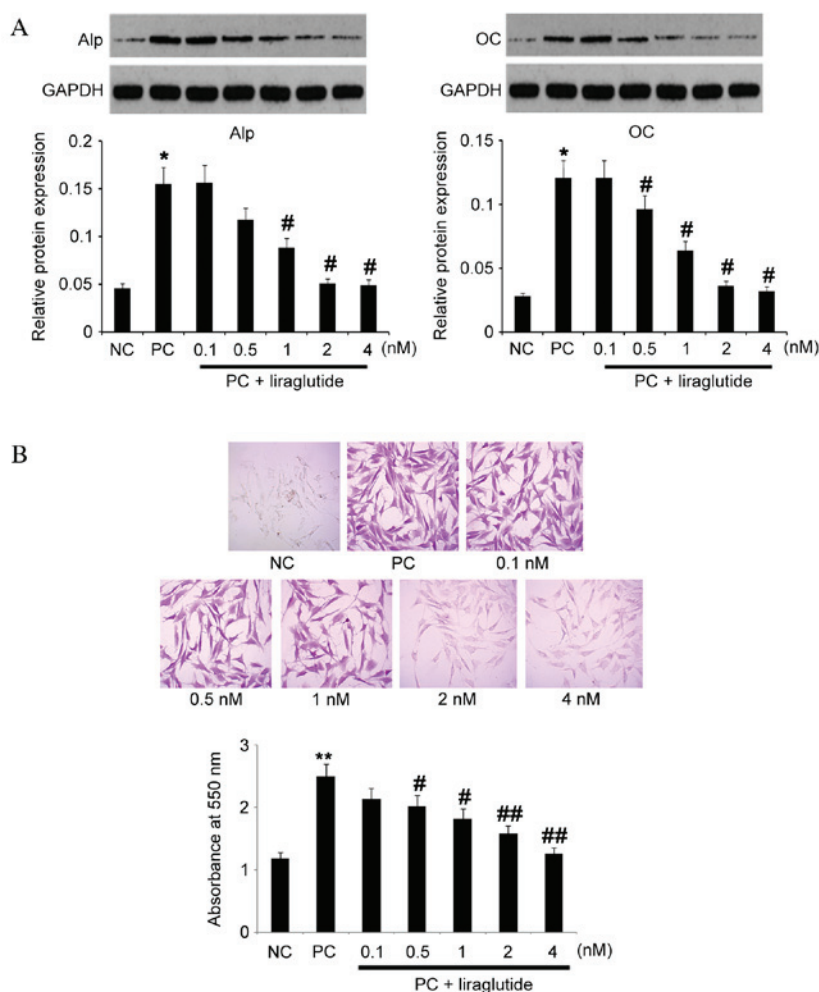 A
Alp
GAPDH
Alp
Relative protein expression
0.2
0.15
0.1
0.05
0
*
#
#
#
NC PC 0.1 0.5 1 2 4 (nM)
PC + liraglutide
OC
GAPDH
OC
Relative protein expression
0.15
0.1
0.05
0
*
#
#
#
#
NC PC 0.1 0.5 1 2 4 (nM)
PC + liraglutide
B
NC PC 0.1 nM
0.5 nM 1 nM 2 nM 4 nM
Absorbance at 550 nm
3
2
1
0
**
#
#
##
##
NC PC 0.1 0.5 1 2 4 (nM)
PC + liraglutide